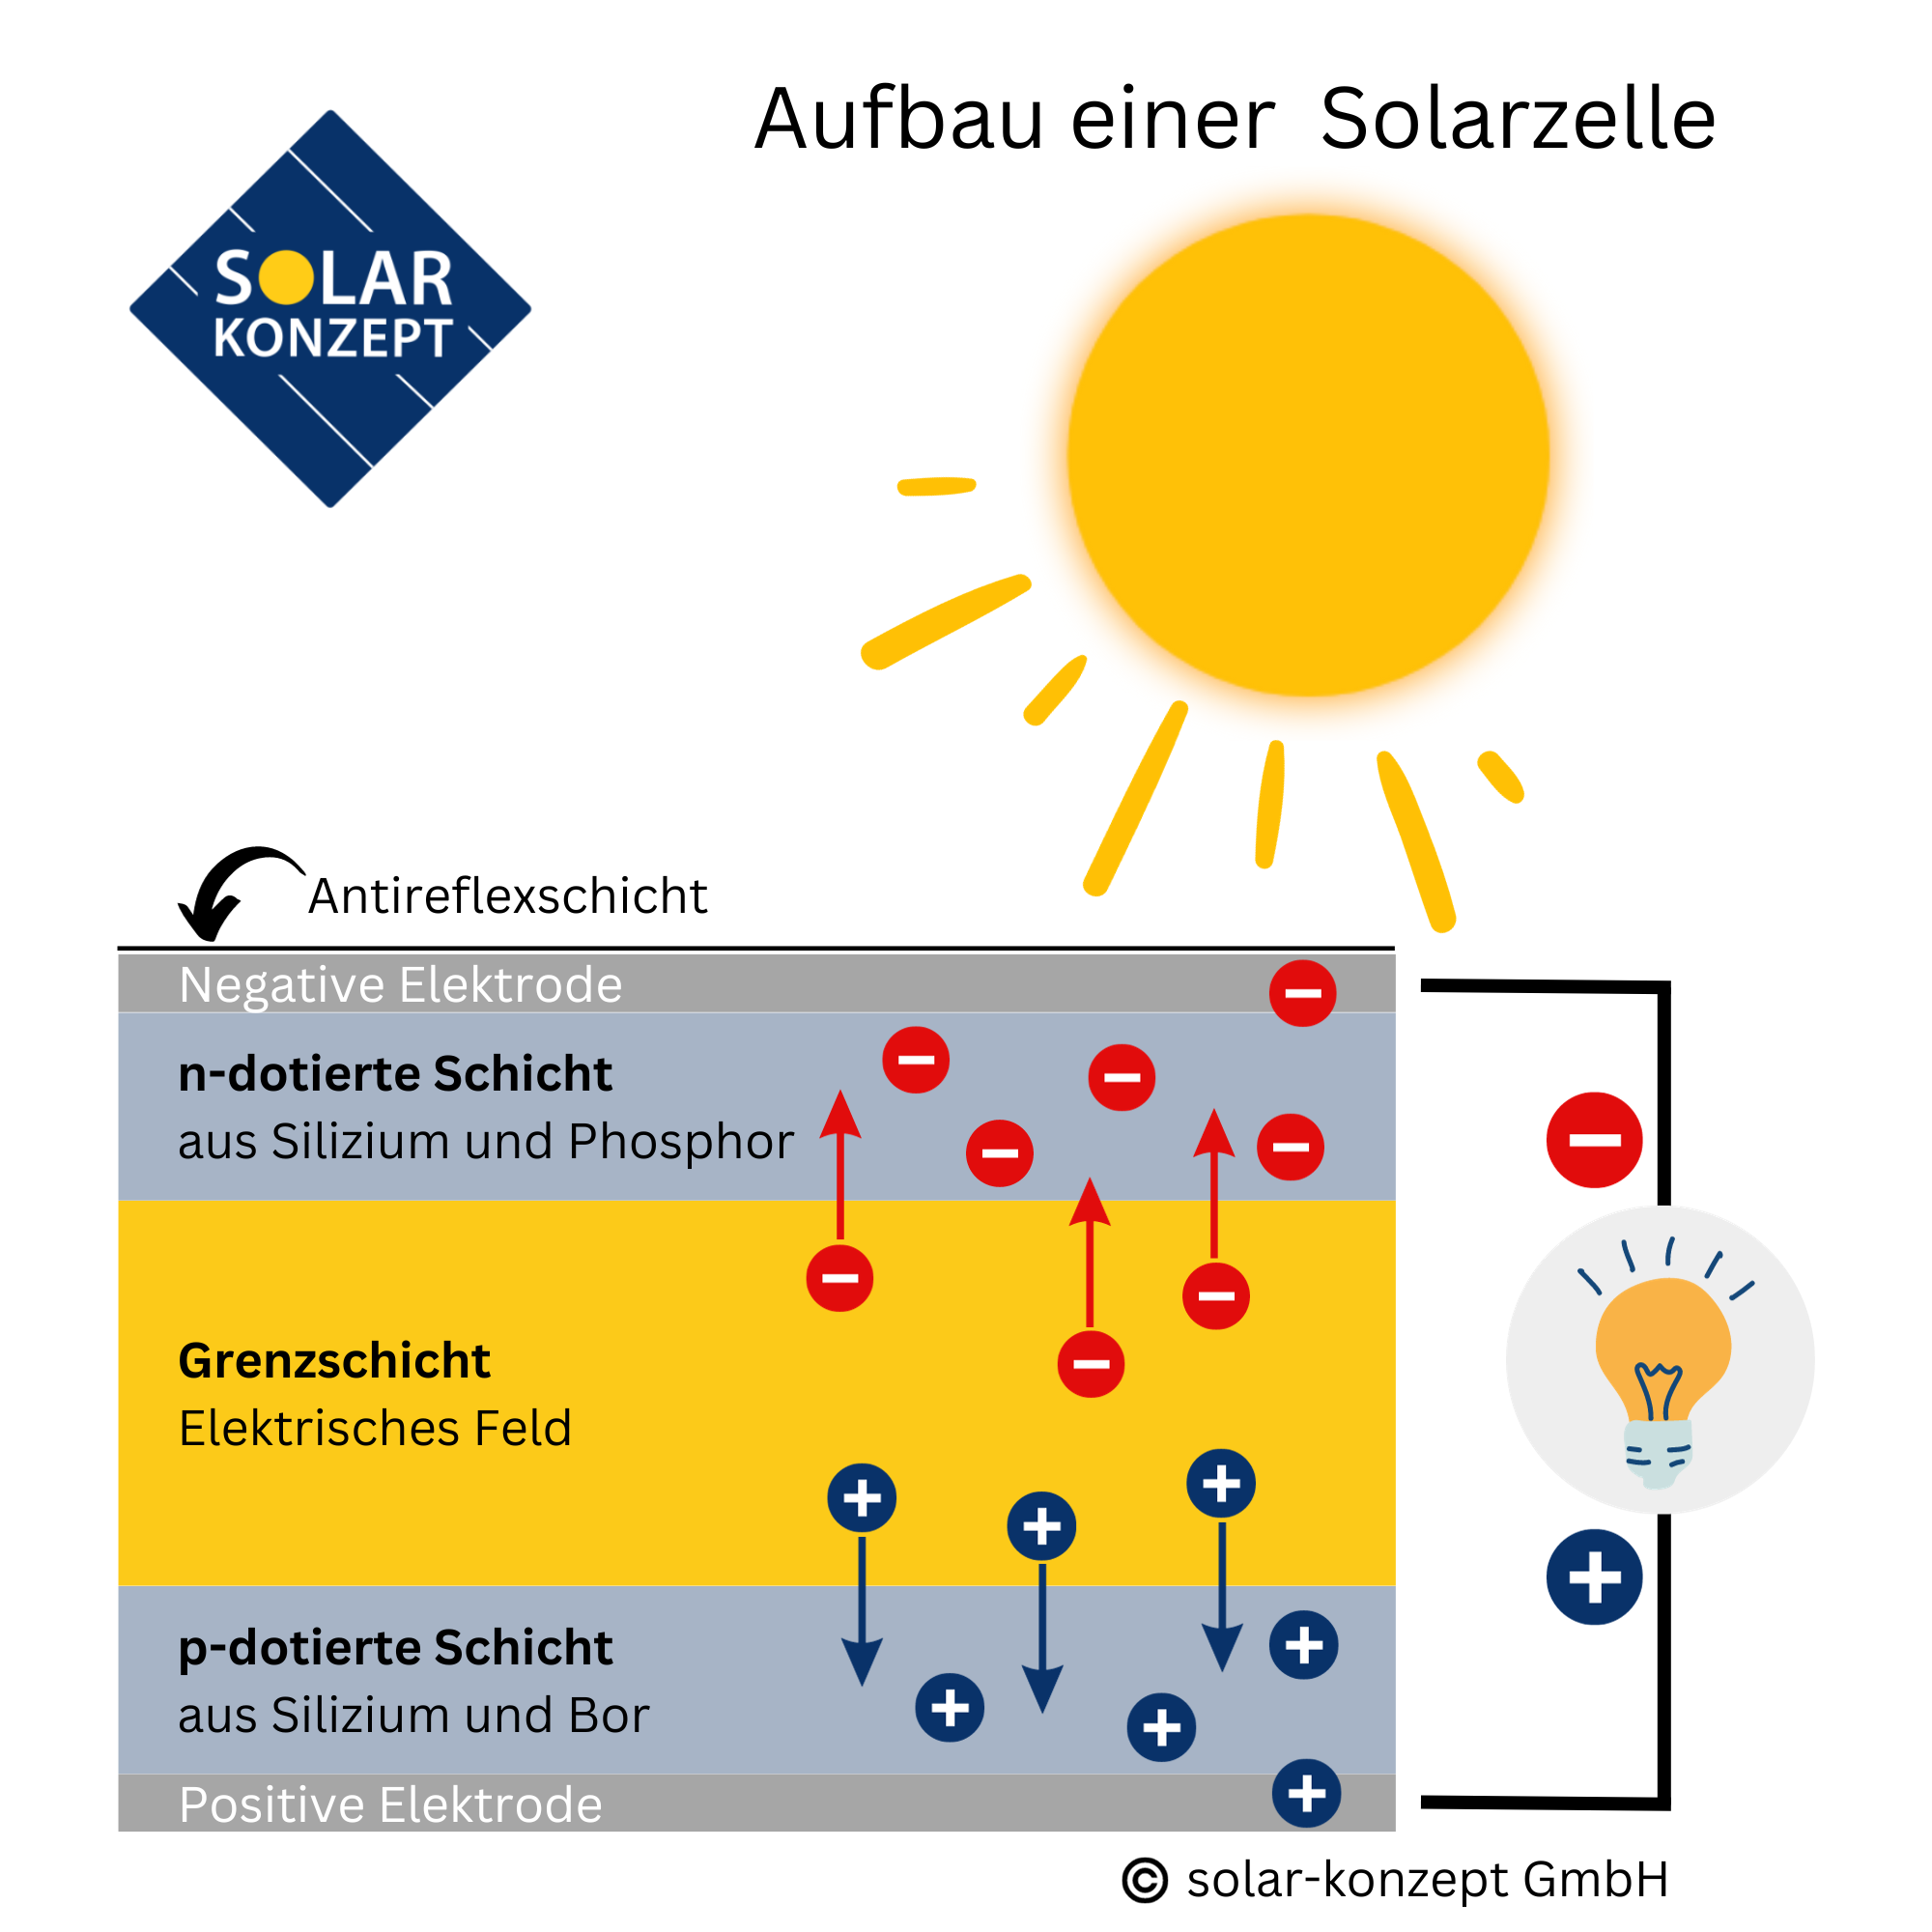 Aufbau einer Solarzelle
SOLAR
KONZEPT
Antireflexschicht
Negative Elektrode
n-dotierte Schicht
aus Silizium und Phosphor
Grenzschicht
Elektrisches Feld
p-dotierte Schicht
aus Silizium und Bor
Positive Elektrode
© solar-konzept GmbH